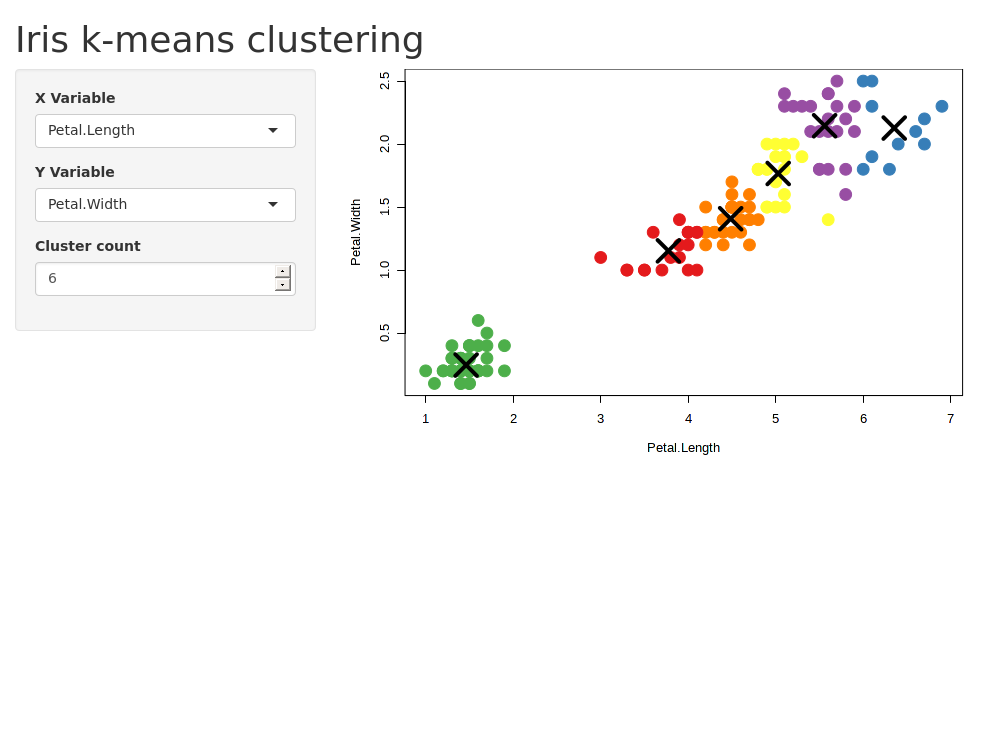 Iris k-means clustering
X Variable
Petal.Length
Y Variable
Petal.Width
Cluster count
6
Petal.Width
2.5
2.0
1.5
1.0
0.5
1 2 3 4 5 6 7
Petal.Length